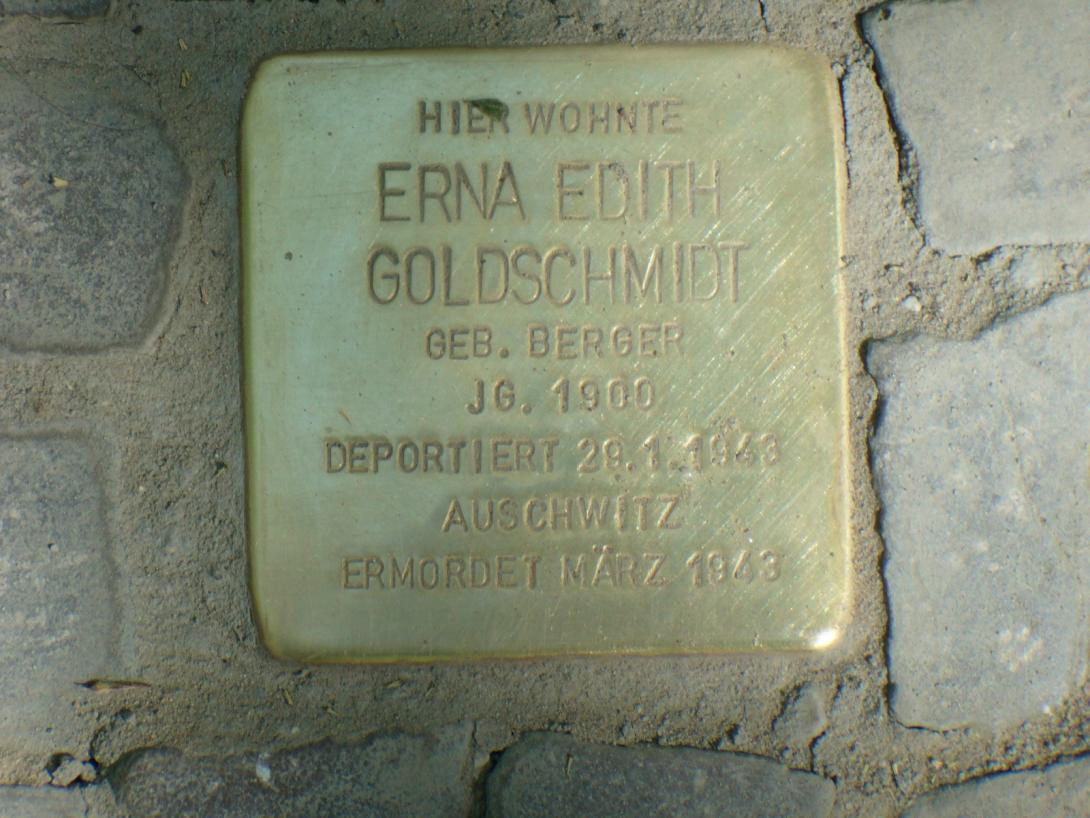 HIER WOHNTE
ERNA EDITH
GOLDSCHMIDT
GEB. BERGER
JG. 1900
DEPORTIERT 29.1.1943
AUSCHWITZ
ERMORDET MÄRZ 1943